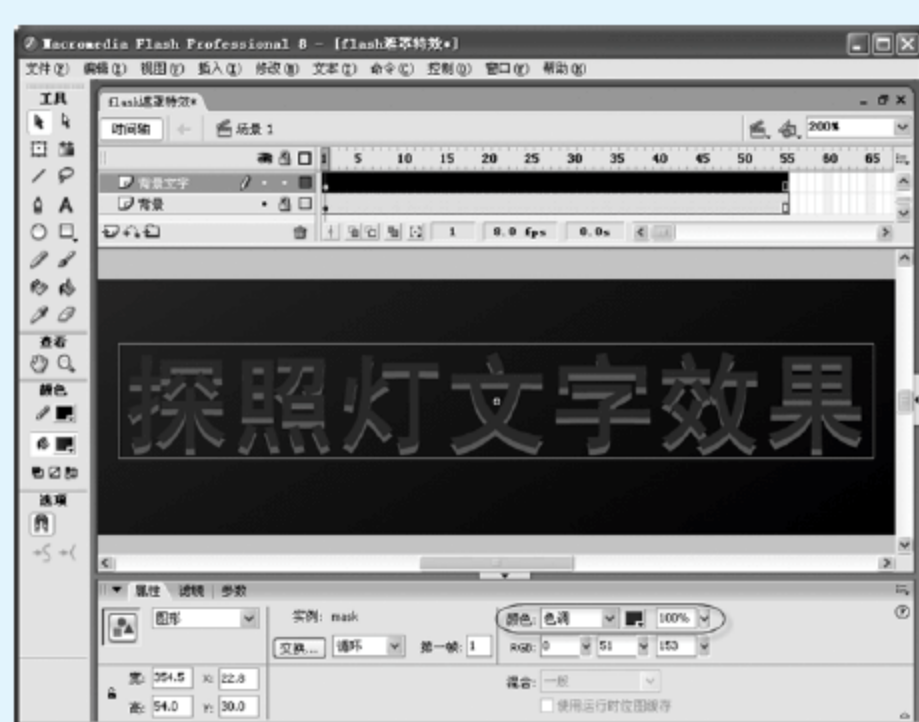 Macromedia Flash Professional 8 - [flash遮罩特效*]
文件(F) 编辑(E) 视图(V) 插入(I) 修改(M) 文本(T) 命令(C) 控制(O) 窗口(W) 帮助(H)
工具
flash遮罩特效*
时间轴 场景 1 200%
1 5 10 15 20 25 30 35 40 45 50 55 60 65
背景文字
背景
1 8.0 fps 0.0s
探照灯文字效果
查看
颜色
选项
属性 滤镜 参数
图形 实例: mask 颜色: 色调 100%
交换... 循环 第一帧: 1 RGB: 0 51 153
宽: 354.5 X: 22.8 混合: 一般
高: 54.0 Y: 30.0 使用运行时位图缓存